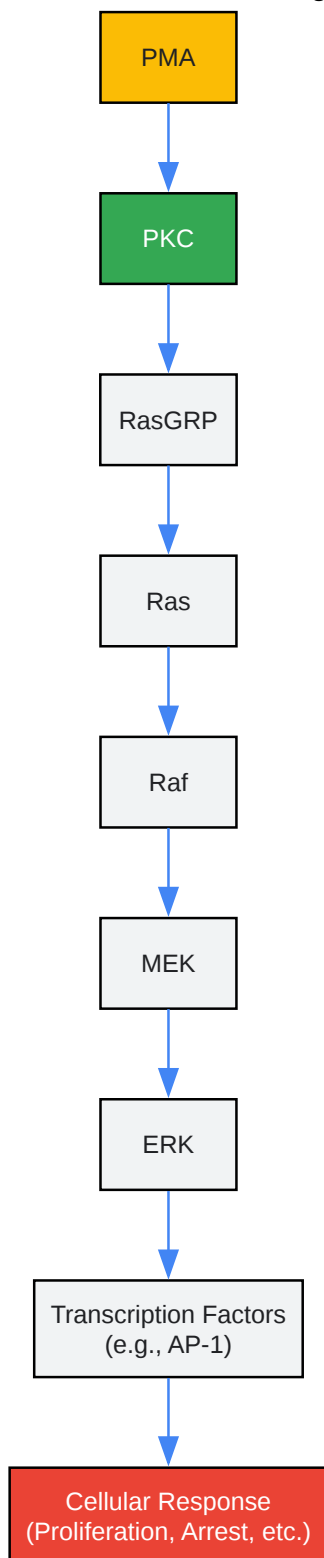 PMA
PKC
RasGRP
Ras
Raf
MEK
ERK
Transcription Factors
(e.g., AP-1)
Cellular Response
(Proliferation, Arrest, etc.)